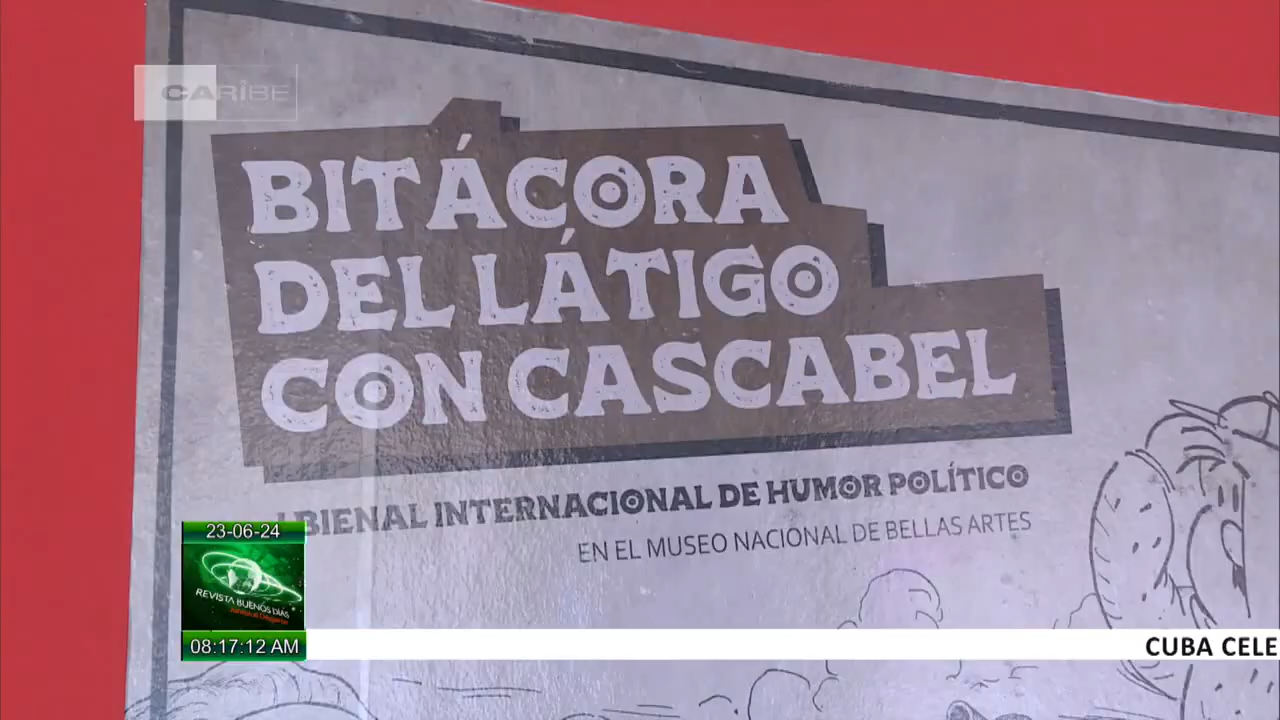 CARIBE
BITÁCORA
DEL LÁTIGO
CON CASCABEL
I BIENAL INTERNACIONAL DE HUMOR POLÍTICO
EN EL MUSEO NACIONAL DE BELLAS ARTES
23-06-24
REVISTA BUENOS DÍAS
08:17:12 AM
CUBA CELE